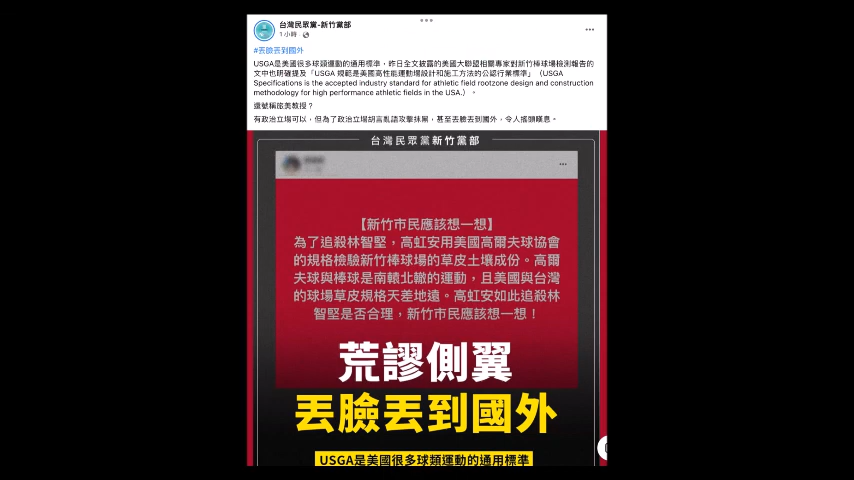 台灣民眾黨-新竹黨部
1 小時 ·
#丟臉丟到國外
USGA是美國很多球類運動的通用標準，昨日全文披露的美國大聯盟相關專家對新竹棒球場檢測報告的
文中也明確提及「USGA 規範是美國高性能運動場設計和施工方法的公認行業標準」（USGA
Specifications is the accepted industry standard for athletic field rootzone design and construction
methodology for high performance athletic fields in the USA.）。
還號稱旅美教授？
有政治立場可以，但為了政治立場胡言亂語攻擊抹黑，甚至丟臉丟到國外，令人搖頭嘆息。
台灣民眾黨新竹黨部
【新竹市民應該想一想】
為了追殺林智堅，高虹安用美國高爾夫球協會
的規格檢驗新竹棒球場的草皮土壤成份。高爾
夫球與棒球是南轅北轍的運動，且美國與台灣
的球場草皮規格天差地遠。高虹安如此追殺林
智堅是否合理，新竹市民應該想一想！
荒謬側翼
丟臉丟到國外
USGA是美國很多球類運動的通用標準